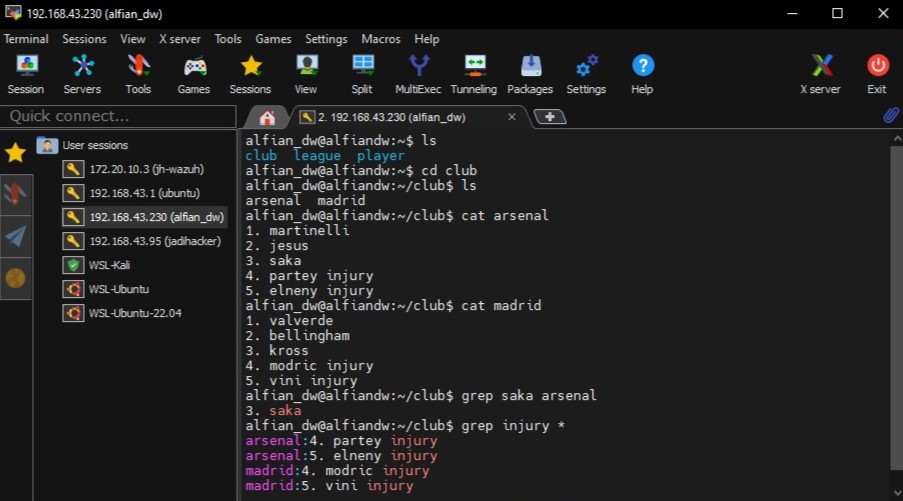 192.168.43.230 (alfian_dw)
Terminal Sessions View X server Tools Games Settings Macros Help
Session Servers Tools Games Sessions View Split MultiExec Tunneling Packages Settings Help X server Exit
Quick connect...
2. 192.168.43.230 (alfian_dw)
User sessions
172.20.10.3 (jh-wazuh)
192.168.43.1 (ubuntu)
192.168.43.230 (alfian_dw)
192.168.43.95 (jadihacker)
WSL-Kali
WSL-Ubuntu
WSL-Ubuntu-22.04
alfian_dw@alfiandw:~$ ls
club league player
alfian_dw@alfiandw:~$ cd club
alfian_dw@alfiandw:~/club$ ls
arsenal madrid
alfian_dw@alfiandw:~/club$ cat arsenal
1. martinelli
2. jesus
3. saka
4. partey injury
5. elneny injury
alfian_dw@alfiandw:~/club$ cat madrid
1. valverde
2. bellingham
3. kross
4. modric injury
5. vini injury
alfian_dw@alfiandw:~/club$ grep saka arsenal
3. saka
alfian_dw@alfiandw:~/club$ grep injury *
arsenal:4. partey injury
arsenal:5. elneny injury
madrid:4. modric injury
madrid:5. vini injury